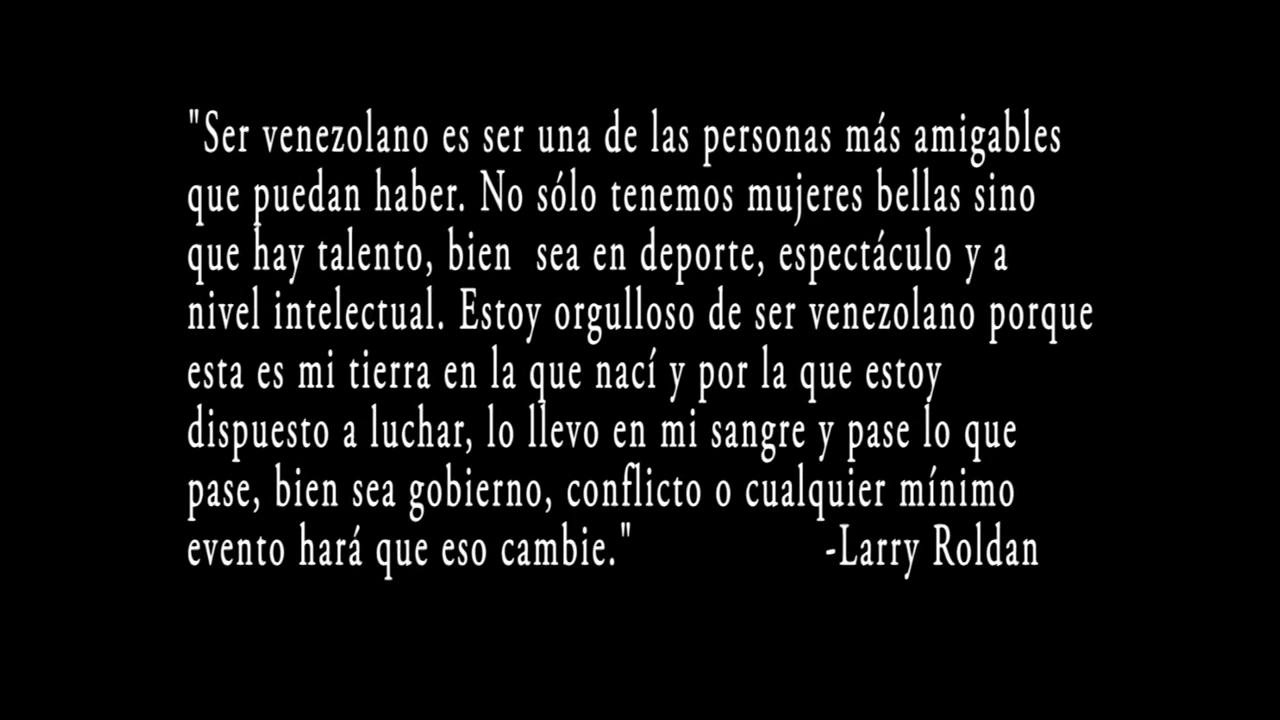 "Ser venezolano es ser una de las personas más amigables
que puedan haber. No sólo tenemos mujeres bellas sino
que hay talento, bien  sea en deporte, espectáculo y a
nivel intelectual. Estoy orgulloso de ser venezolano porque
esta es mi tierra en la que nací y por la que estoy
dispuesto a luchar, lo llevo en mi sangre y pase lo que
pase, bien sea gobierno, conflicto o cualquier mínimo
evento hará que eso cambie." -Larry Roldan